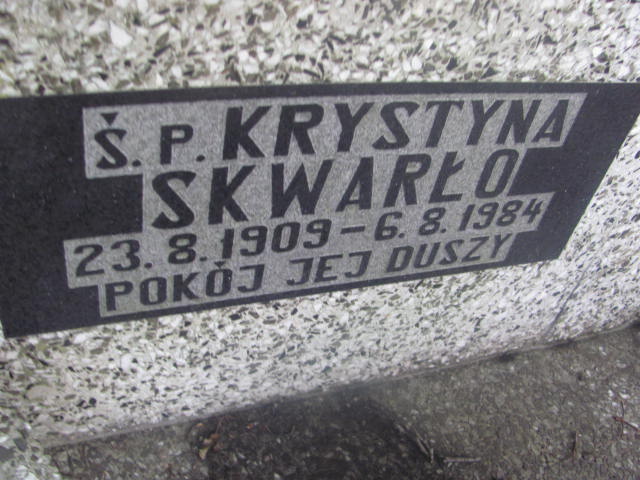 Ś.P. KRYSTYNA
SKWARŁO
23.8.1909-6.8.1984
POKÓJ JEJ DUSZY